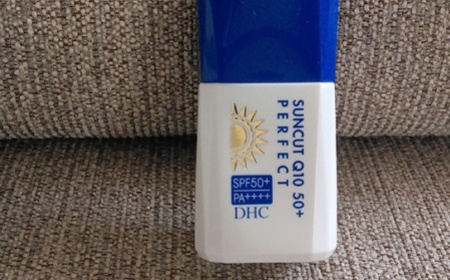 SUNCUT Q10 50+
PERFECT
SPF50+
PA++++
DHC